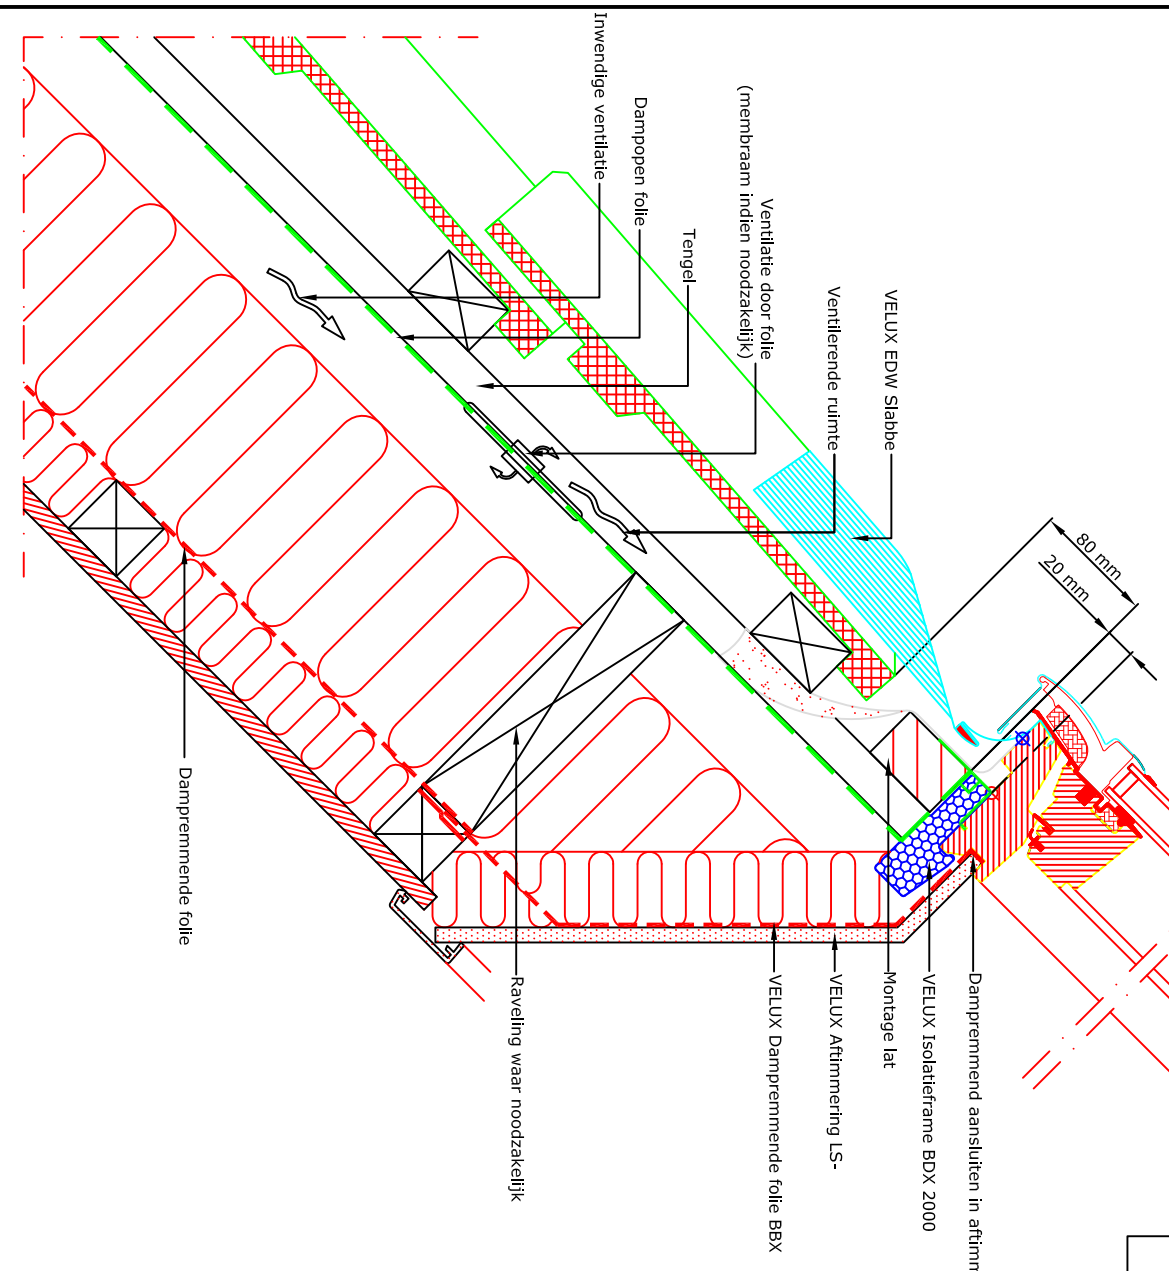 Inwendige ventilatie
Dampopen folie
Tengel
Ventilatie door folie
(membraam indien noodzakelijk)
Ventilerende ruimte
VELUX EDW Slabbe
80 mm
20 mm
Dampremmende folie
Raveling waar noodzakelijk
VELUX Dampremmende folie BBX
VELUX Aftimmering LS-
Montage lat
VELUX Isolatieframe BDX 2000
Dampremmend aansluiten in aftimm